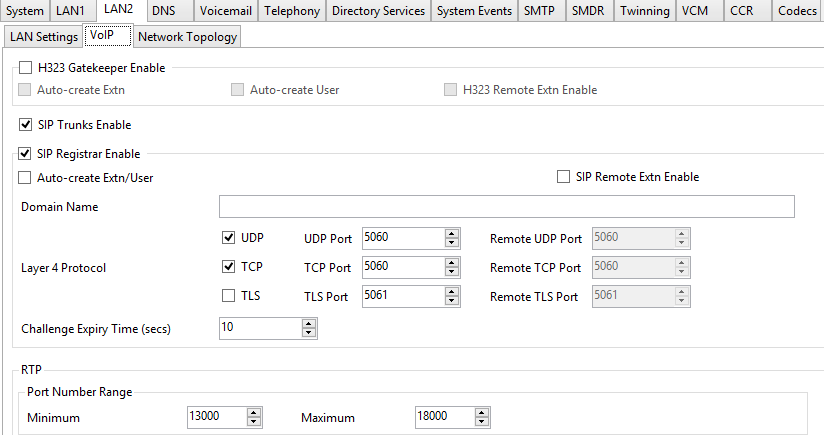 System LAN1 LAN2 DNS Voicemail Telephony Directory Services System Events SMTP SMDR Twinning VCM CCR Codecs
LAN Settings VoIP Network Topology
H323 Gatekeeper Enable
Auto-create Extn Auto-create User H323 Remote Extn Enable
SIP Trunks Enable
SIP Registrar Enable
Auto-create Extn/User SIP Remote Extn Enable
Domain Name
UDP UDP Port 5060 Remote UDP Port 5060
Layer 4 Protocol TCP TCP Port 5060 Remote TCP Port 5060
TLS TLS Port 5061 Remote TLS Port 5061
Challenge Expiry Time (secs) 10
RTP
Port Number Range
Minimum 13000 Maximum 18000